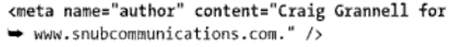 <meta name="author" content="Craig Grannell for
➥ www.snubcommunications.com." />